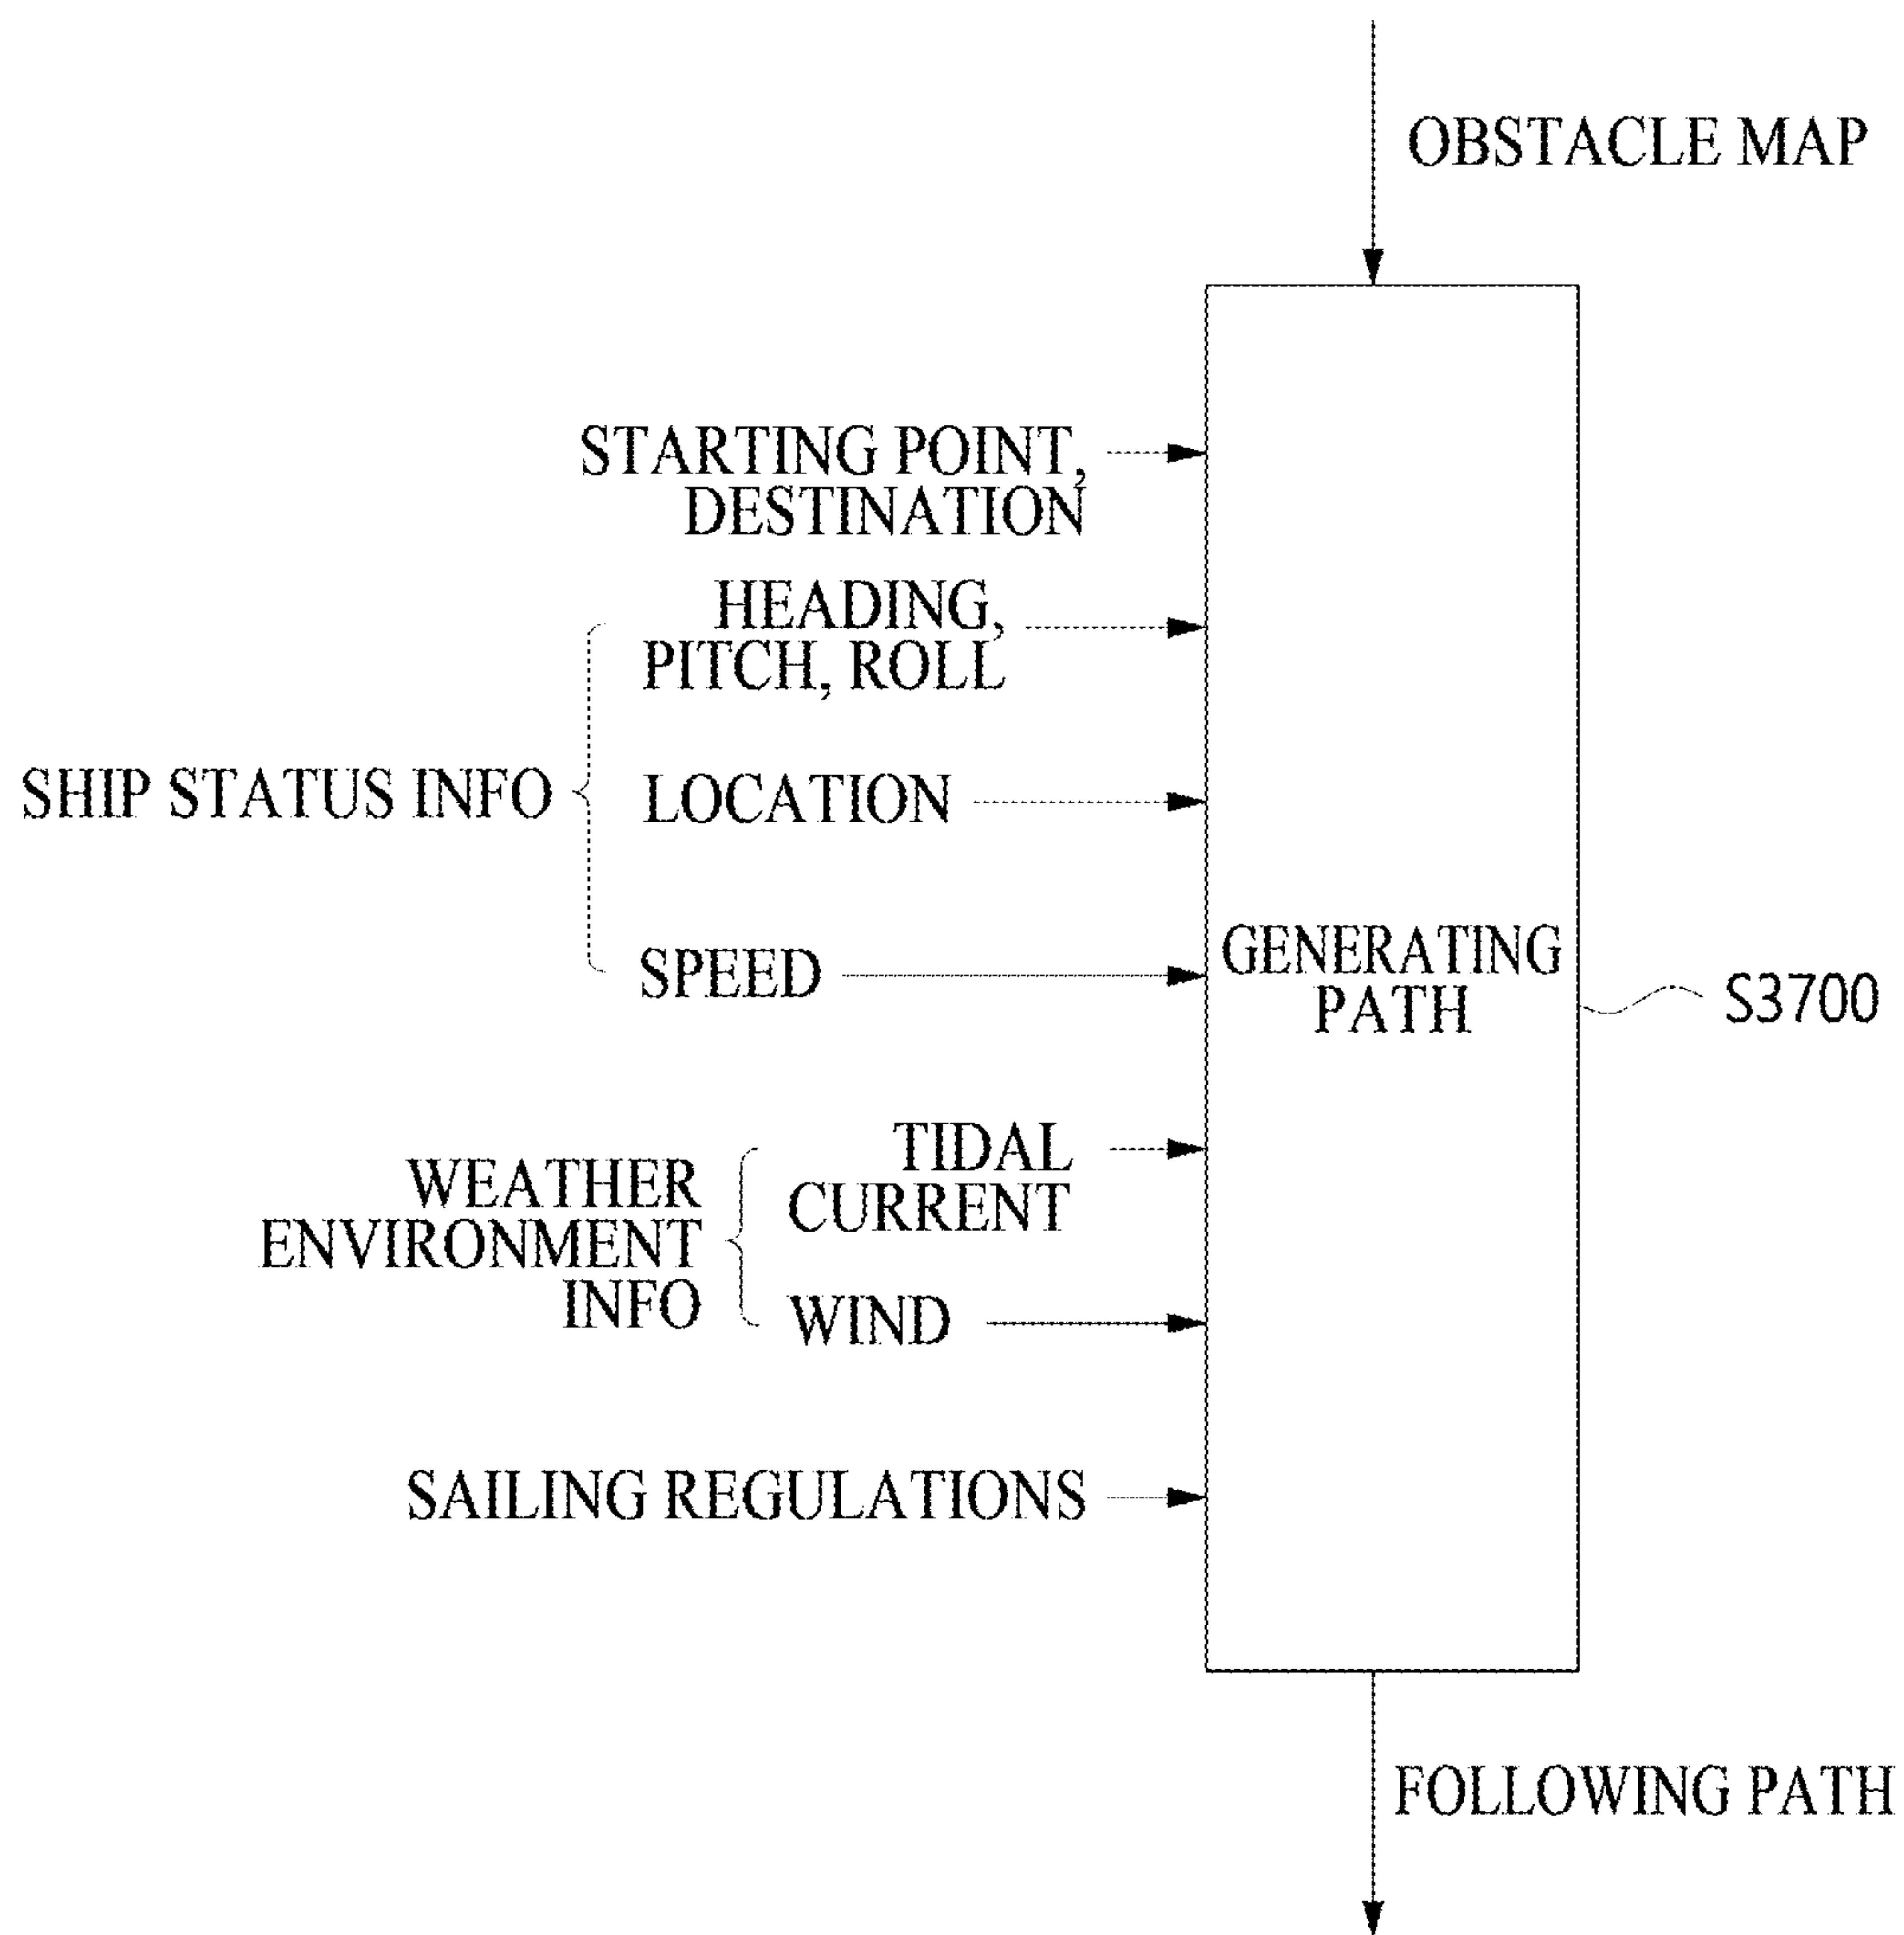 OBSTACLE MAP
STARTING POINT,
DESTINATION
HEADING,
PITCH, ROLL
SHIP STATUS INFO
LOCATION
SPEED
GENERATING
PATH
S3700
TIDAL
CURRENT
WEATHER
ENVIRONMENT
INFO
WIND
SAILING REGULATIONS
FOLLOWING PATH